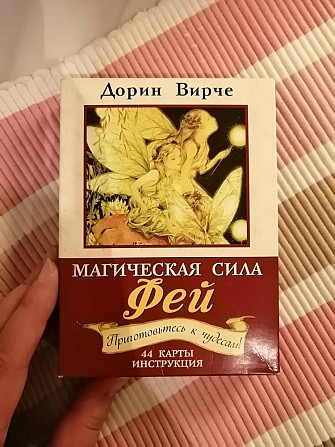 Дорин Вирче
МАГИЧЕСКАЯ СИЛА
Фей
Приготовьтесь к чудесам!
44 КАРТЫ
ИНСТРУКЦИЯ